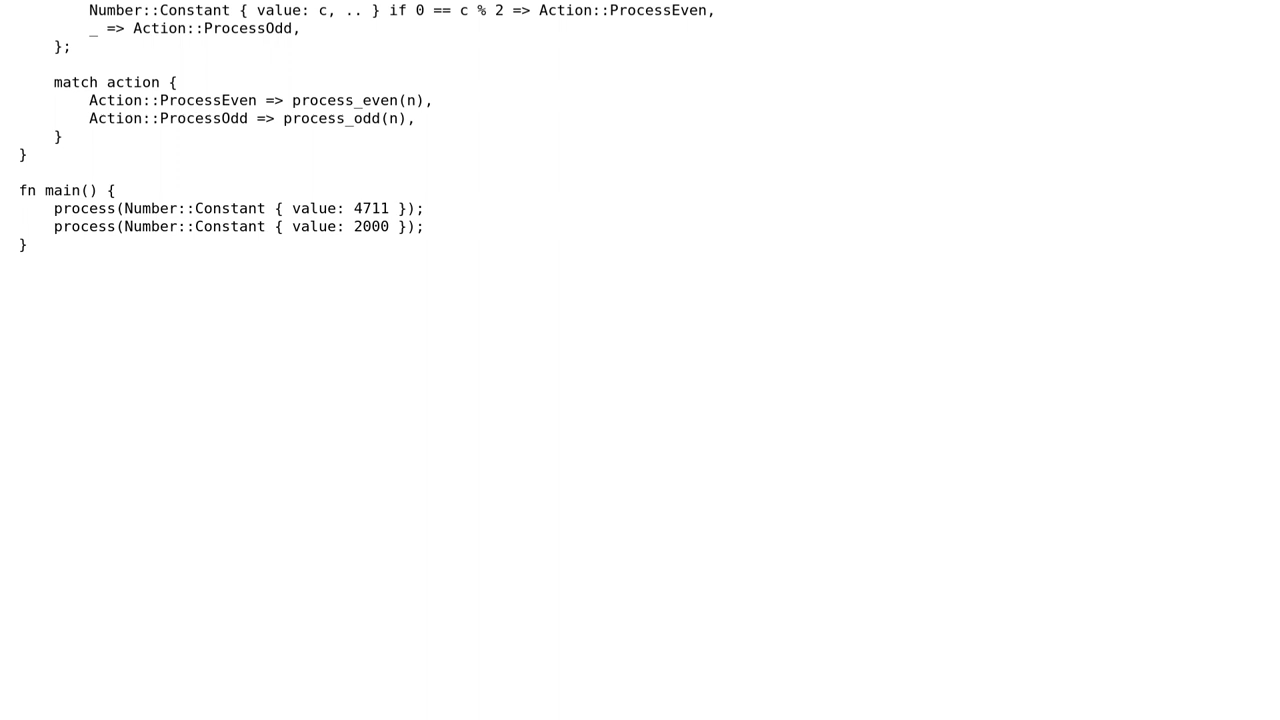 Number::Constant { value: c, .. } if 0 == c % 2 => Action::ProcessEven,
        _ => Action::ProcessOdd,
    };

    match action {
        Action::ProcessEven => process_even(n),
        Action::ProcessOdd => process_odd(n),
    }
}

fn main() {
    process(Number::Constant { value: 4711 });
    process(Number::Constant { value: 2000 });
}